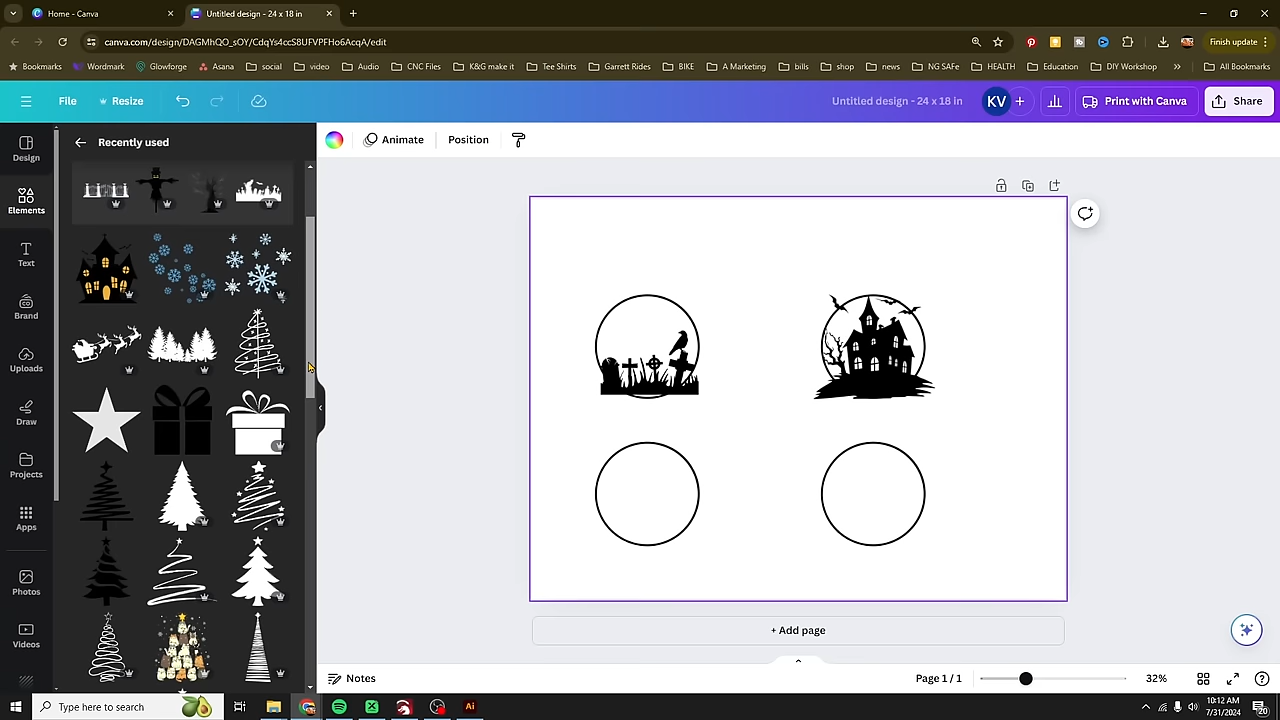 Home - Canva
Untitled design - 24 x 18 in
canva.com/design/DAGMhQO_sOY/CdqYs4ccS8UFVPFHo6AcqA/edit
Finish update
Bookmarks
Wordmark
Glowforge
Asana
social
video
Audio
CNC Files
K&G make it
Tee Shirts
Garrett Rides
BIKE
A Marketing
bills
shop
news
NG SAFe
HEALTH
Education
DIY Workshop
»
All Bookmarks
File
Resize
Untitled design - 24 x 18 in
KV
Print with Canva
Share
Design
Elements
Text
Brand
Uploads
Draw
Projects
Apps
Photos
Videos
Recently used
Animate
Position
+ Add page
Notes
Page 1 / 1
32%
Type here to search
10:12 AM
7/31/2024
20